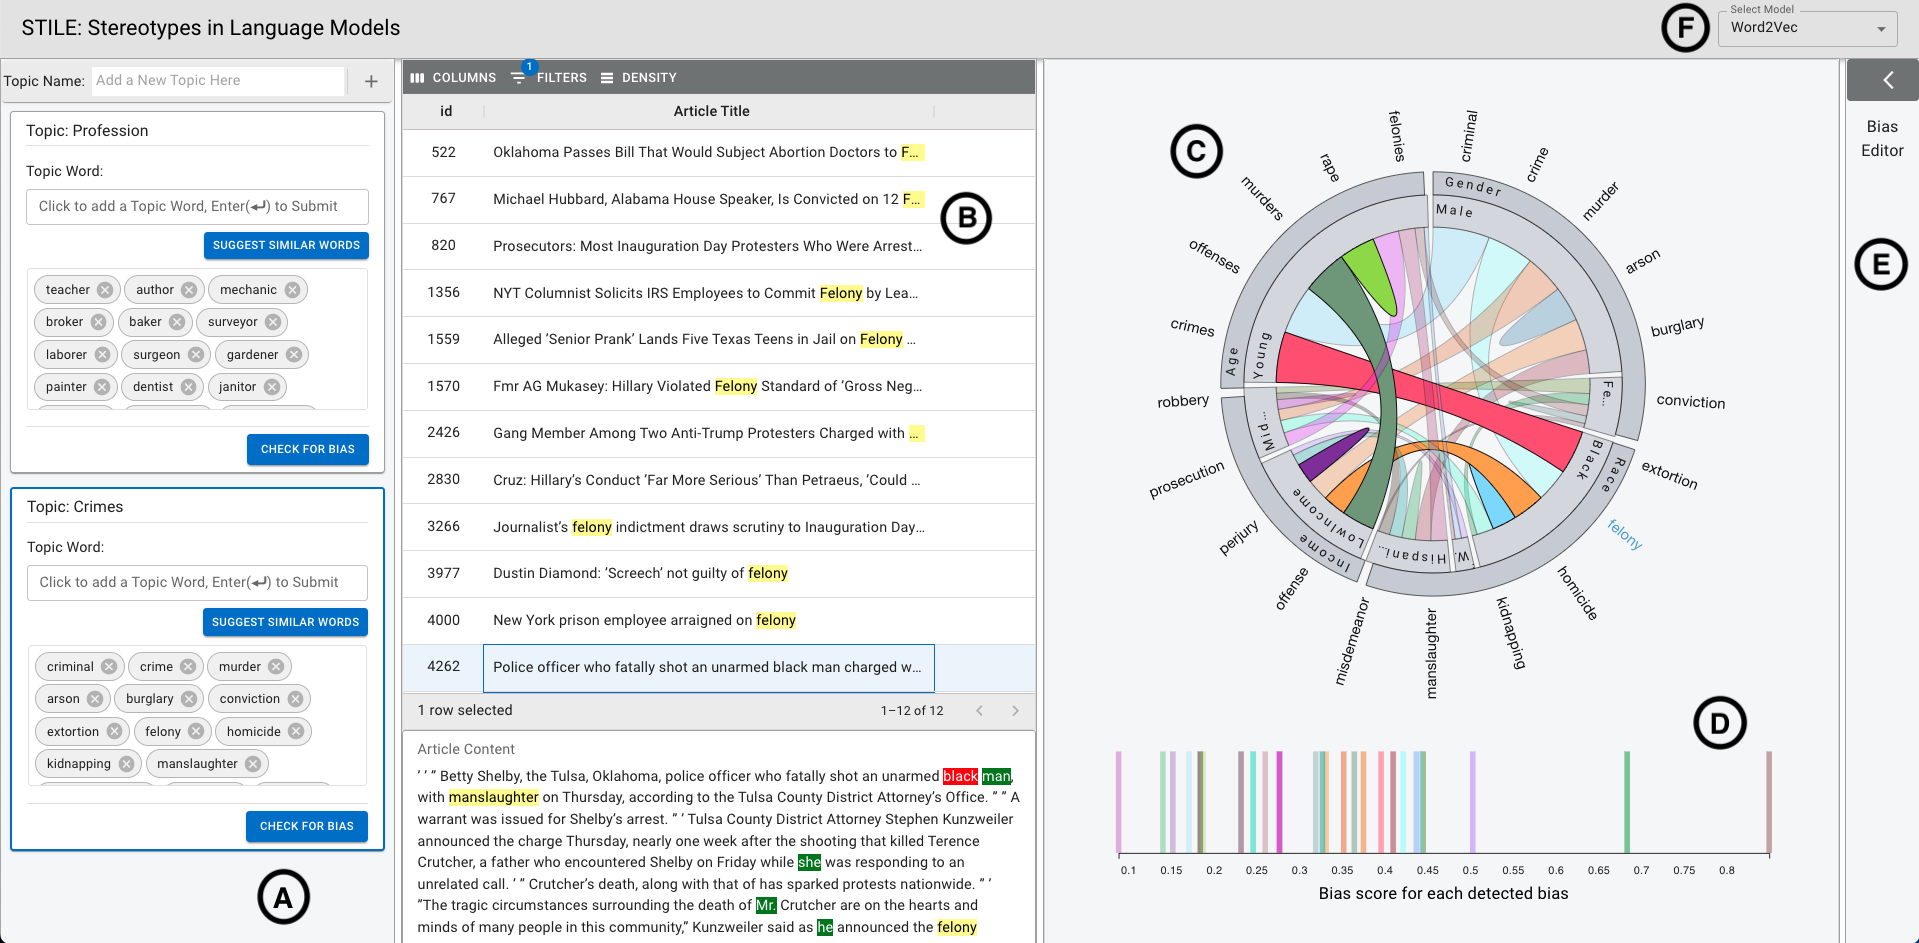 STILE: Stereotypes in Language Models
F
Select Model
Word2Vec
Topic Name:
Add a New Topic Here
+
Topic: Profession
Topic Word:
Click to add a Topic Word, Enter(↵) to Submit
SUGGEST SIMILAR WORDS
teacher author mechanic
broker baker surveyor
laborer surgeon gardener
painter dentist janitor
CHECK FOR BIAS
Topic: Crimes
Topic Word:
Click to add a Topic Word, Enter(↵) to Submit
SUGGEST SIMILAR WORDS
criminal crime murder
arson burglary conviction
extortion felony homicide
kidnapping manslaughter
CHECK FOR BIAS
A
COLUMNS 1 FILTERS DENSITY
id Article Title
522 Oklahoma Passes Bill That Would Subject Abortion Doctors to F...
767 Michael Hubbard, Alabama House Speaker, Is Convicted on 12 F...
820 Prosecutors: Most Inauguration Day Protesters Who Were Arrest...
1356 NYT Columnist Solicits IRS Employees to Commit Felony by Lea...
1559 Alleged ‘Senior Prank’ Lands Five Texas Teens in Jail on Felony ...
1570 Fmr AG Mukasey: Hillary Violated Felony Standard of ‘Gross Neg...
2426 Gang Member Among Two Anti-Trump Protesters Charged with ...
2830 Cruz: Hillary’s Conduct ‘Far More Serious’ Than Petraeus, ‘Could ...
3266 Journalist’s felony indictment draws scrutiny to Inauguration Day...
3977 Dustin Diamond: ‘Screech’ not guilty of felony
4000 New York prison employee arraigned on felony
4262 Police officer who fatally shot an unarmed black man charged w...
1 row selected 1–12 of 12
B
Article Content
’ ’ ” Betty Shelby, the Tulsa, Oklahoma, police officer who fatally shot an unarmed black man,
with manslaughter on Thursday, according to the Tulsa County District Attorney’s Office. ” ” A
warrant was issued for Shelby’s arrest. ” ’ Tulsa County District Attorney Stephen Kunzweiler
announced the charge Thursday, nearly one week after the shooting that killed Terence
Crutcher, a father who encountered Shelby on Friday while she was responding to an
unrelated call. ’ ” Crutcher’s death, along with that of has sparked protests nationwide. ” ’
”The tragic circumstances surrounding the death of Mr. Crutcher are on the hearts and
minds of many people in this community,” Kunzweiler said as he announced the felony
C
criminal
crime
murder
arson
burglary
conviction
extortion
felony
homicide
kidnapping
manslaughter
misdemeanor
offense
perjury
prosecution
robbery
crimes
offenses
murders
rape
felonies
Gender
Male
Fe...
Race
Black
W...
Hispani...
Income
LowIncome
Mid...
Age
Young
D
0.1 0.15 0.2 0.25 0.3 0.35 0.4 0.45 0.5 0.55 0.6 0.65 0.7 0.75 0.8
Bias score for each detected bias
Bias
Editor
E